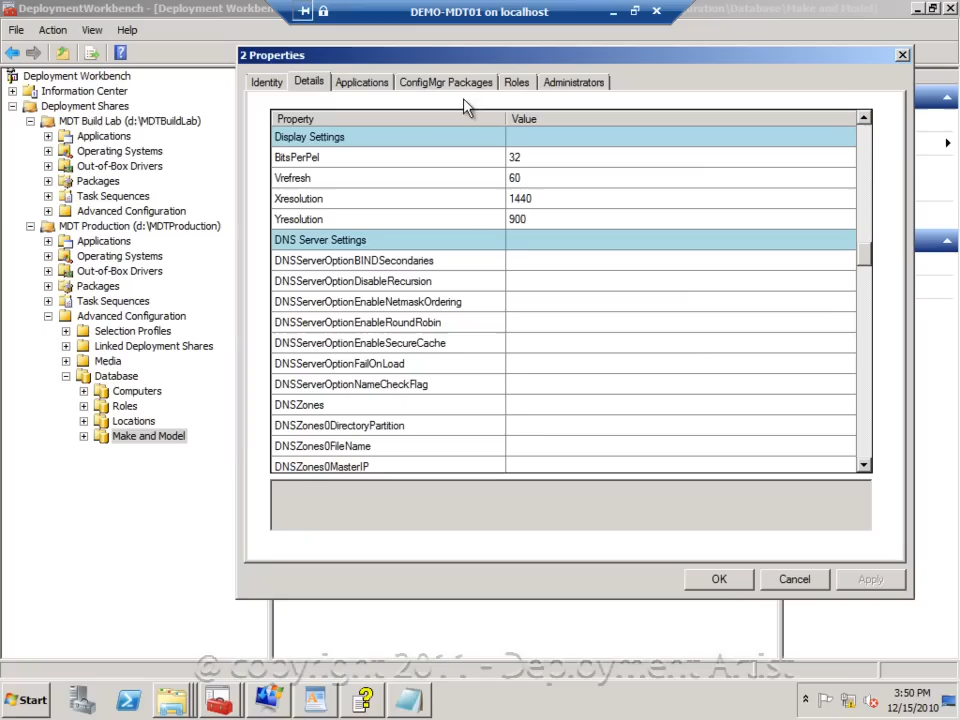 DeploymentWorkbench - [Deployment Workben
DEMO-MDT01 on localhost
File Action View Help
2 Properties
Identity Details Applications ConfigMgr Packages Roles Administrators
Deployment Workbench
Information Center
Deployment Shares
MDT Build Lab (d:\MDTBuildLab)
Applications
Operating Systems
Out-of-Box Drivers
Packages
Task Sequences
Advanced Configuration
MDT Production (d:\MDTProduction)
Applications
Operating Systems
Out-of-Box Drivers
Packages
Task Sequences
Advanced Configuration
Selection Profiles
Linked Deployment Shares
Media
Database
Computers
Roles
Locations
Make and Model
Property Value
Display Settings
BitsPerPel 32
Vrefresh 60
Xresolution 1440
Yresolution 900
DNS Server Settings
DNSServerOptionBINDSecondaries
DNSServerOptionDisableRecursion
DNSServerOptionEnableNetmaskOrdering
DNSServerOptionEnableRoundRobin
DNSServerOptionEnableSecureCache
DNSServerOptionFailOnLoad
DNSServerOptionNameCheckFlag
DNSZones
DNSZones0DirectoryPartition
DNSZones0FileName
DNSZones0MasterIP
OK Cancel Apply
@ copyright 2011 - Deployment Artist
Start
3:50 PM
12/15/2010